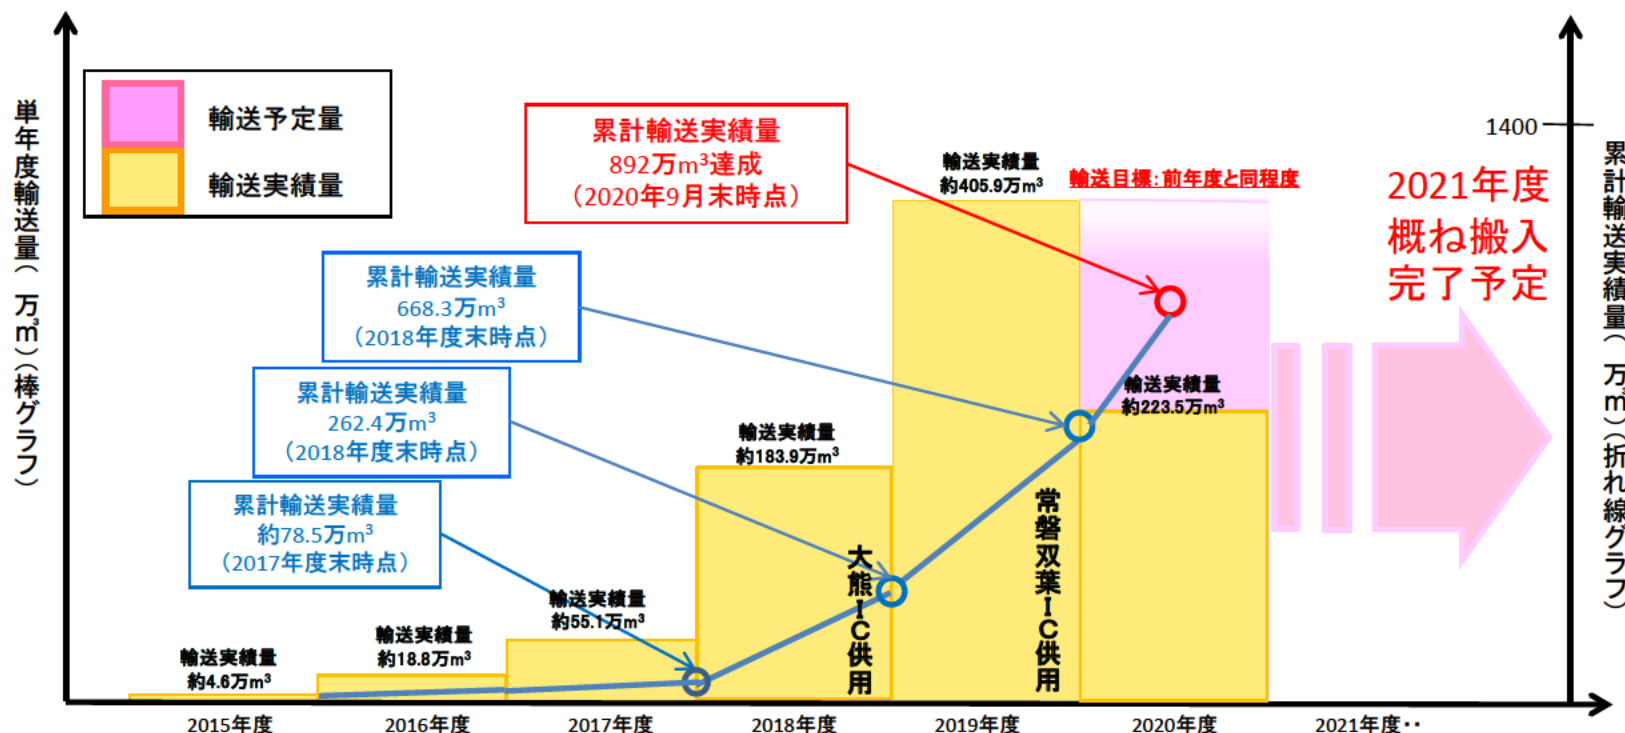 単年度輸送量(万㎥)(棒グラフ)
輸送予定量
輸送実績量
累計輸送実績量
892万m³達成
(2020年9月末時点)
累計輸送実績量
668.3万m³
(2018年度末時点)
累計輸送実績量
262.4万m³
(2018年度末時点)
累計輸送実績量
約78.5万m³
(2017年度末時点)
輸送実績量
約4.6万m³
輸送実績量
約18.8万m³
輸送実績量
約55.1万m³
輸送実績量
約183.9万m³
輸送実績量
約405.9万m³
輸送目標:前年度と同程度
輸送実績量
約223.5万m³
大熊IC供用
常磐双葉IC供用
2021年度
概ね搬入
完了予定
1400
累計輸送実績量(万㎥)(折れ線グラフ)
2015年度
2016年度
2017年度
2018年度
2019年度
2020年度
2021年度・・